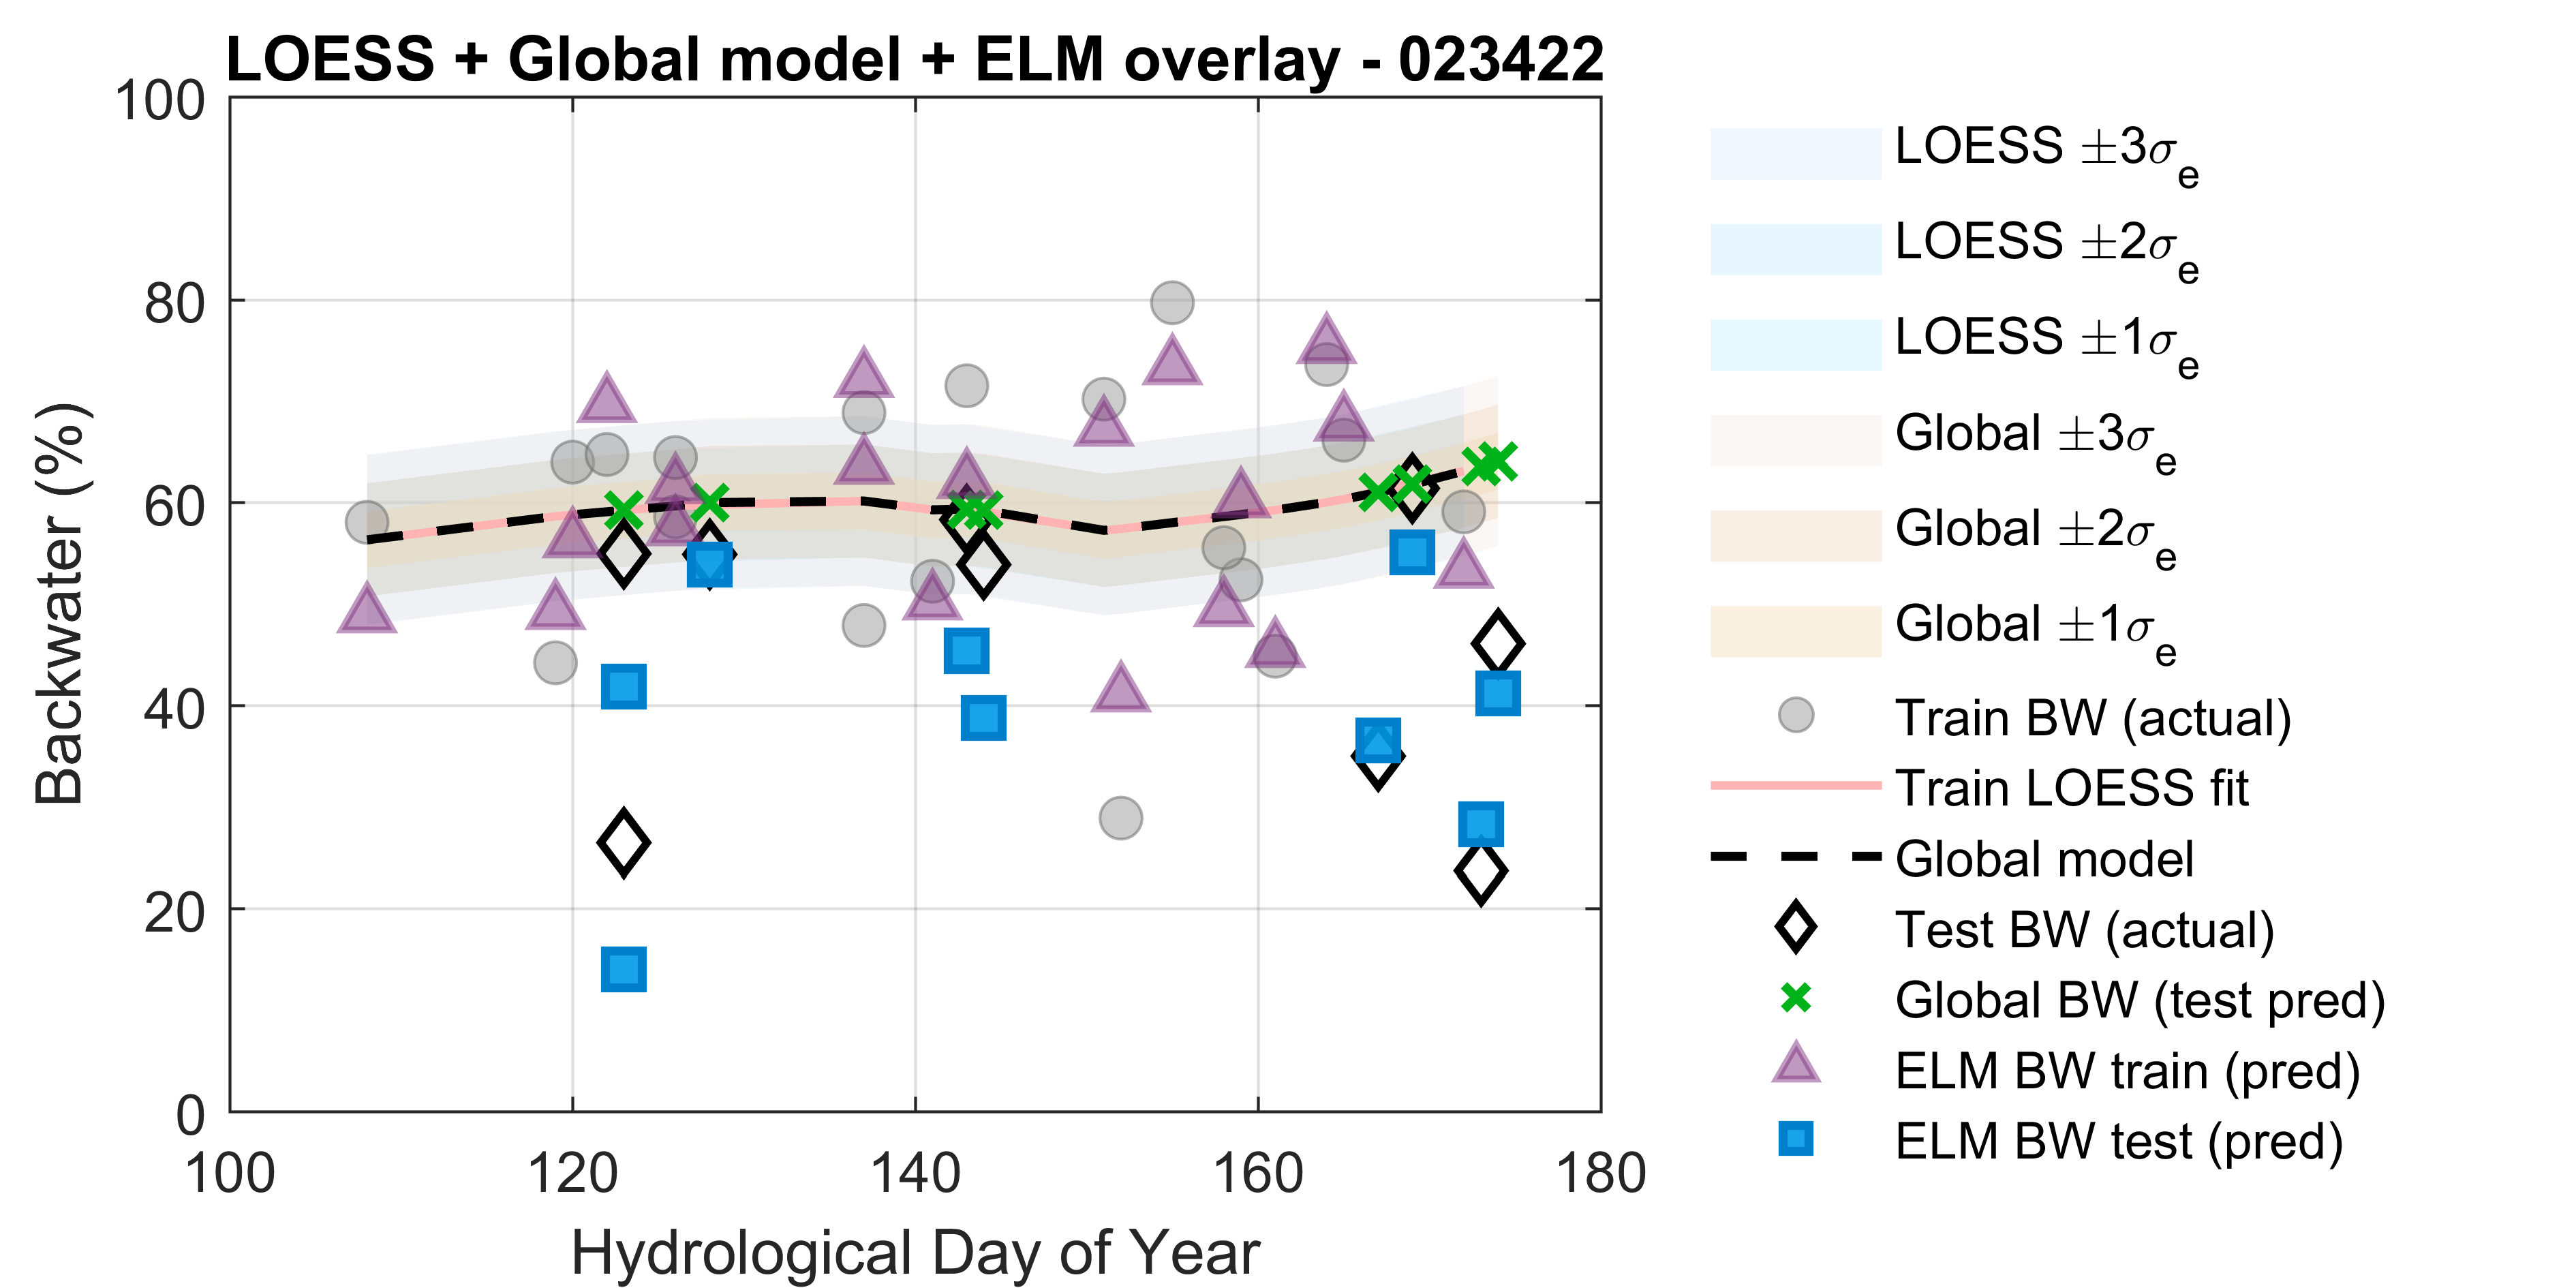 LOESS + Global model + ELM overlay - 023422
100
80
60
40
20
0
Backwater (%)
100 120 140 160 180
Hydrological Day of Year
LOESS ±3σe
LOESS ±2σe
LOESS ±1σe
Global ±3σe
Global ±2σe
Global ±1σe
Train BW (actual)
Train LOESS fit
Global model
Test BW (actual)
Global BW (test pred)
ELM BW train (pred)
ELM BW test (pred)